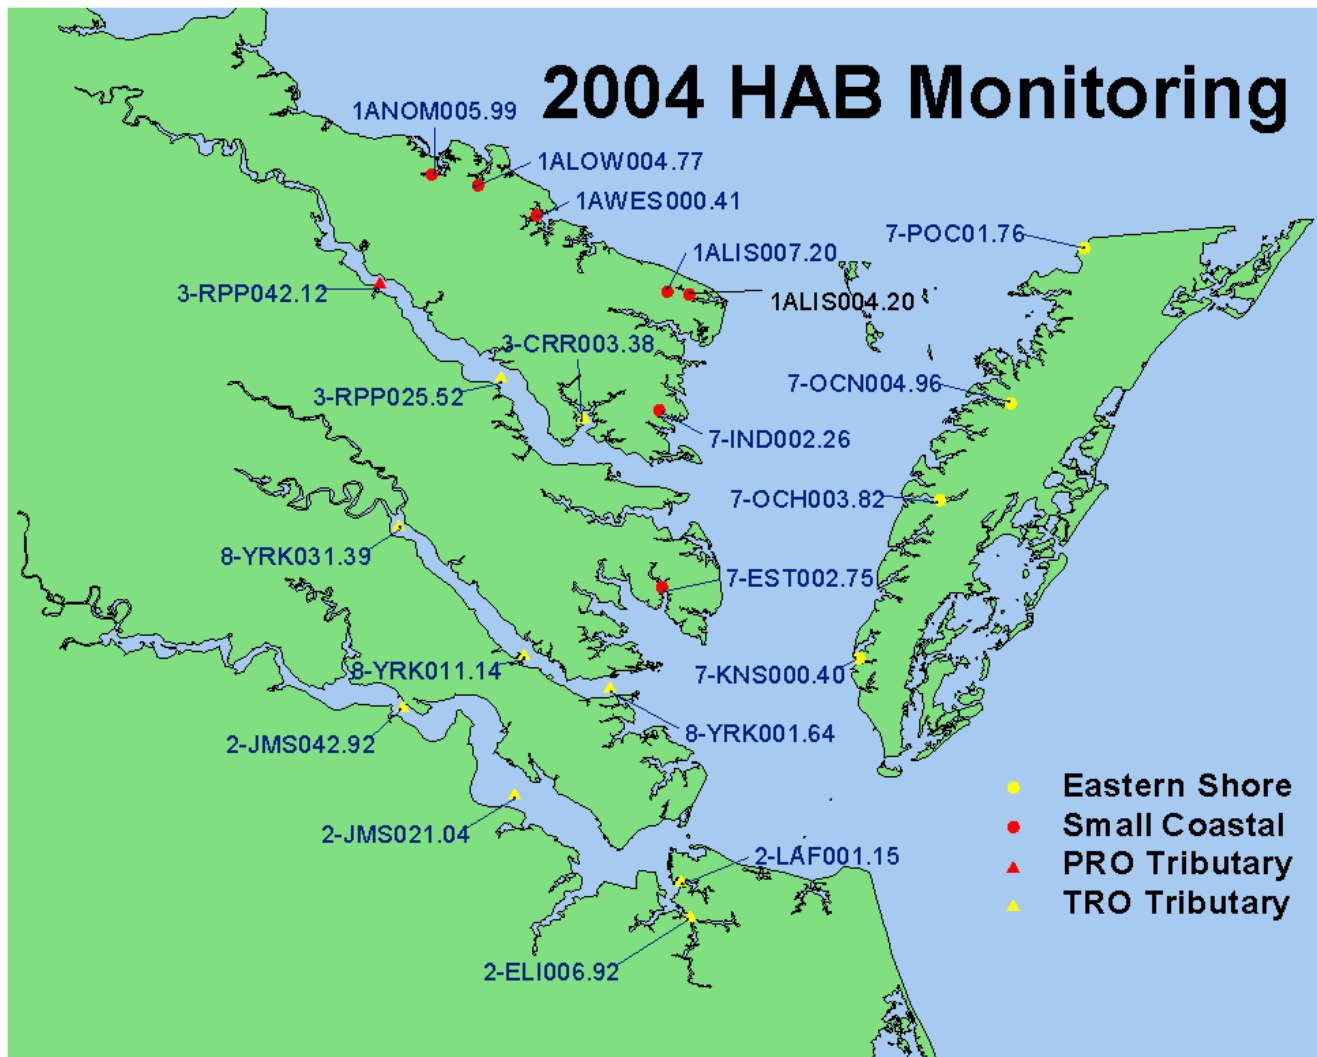 2004 HAB Monitoring
1ANOM005.99
1ALOW004.77
1AWES000.41
7-POC01.76
1ALIS007.20
3-RPP042.12
1ALIS004.20
3-CRR003.38
7-OCN004.96
3-RPP025.52
7-IND002.26
7-OCH003.82
8-YRK031.39
7-EST002.75
8-YRK011.14
7-KNS000.40
8-YRK001.64
2-JMS042.92
Eastern Shore
Small Coastal
2-JMS021.04
2-LAF001.15
PRO Tributary
TRO Tributary
2-ELI006.92